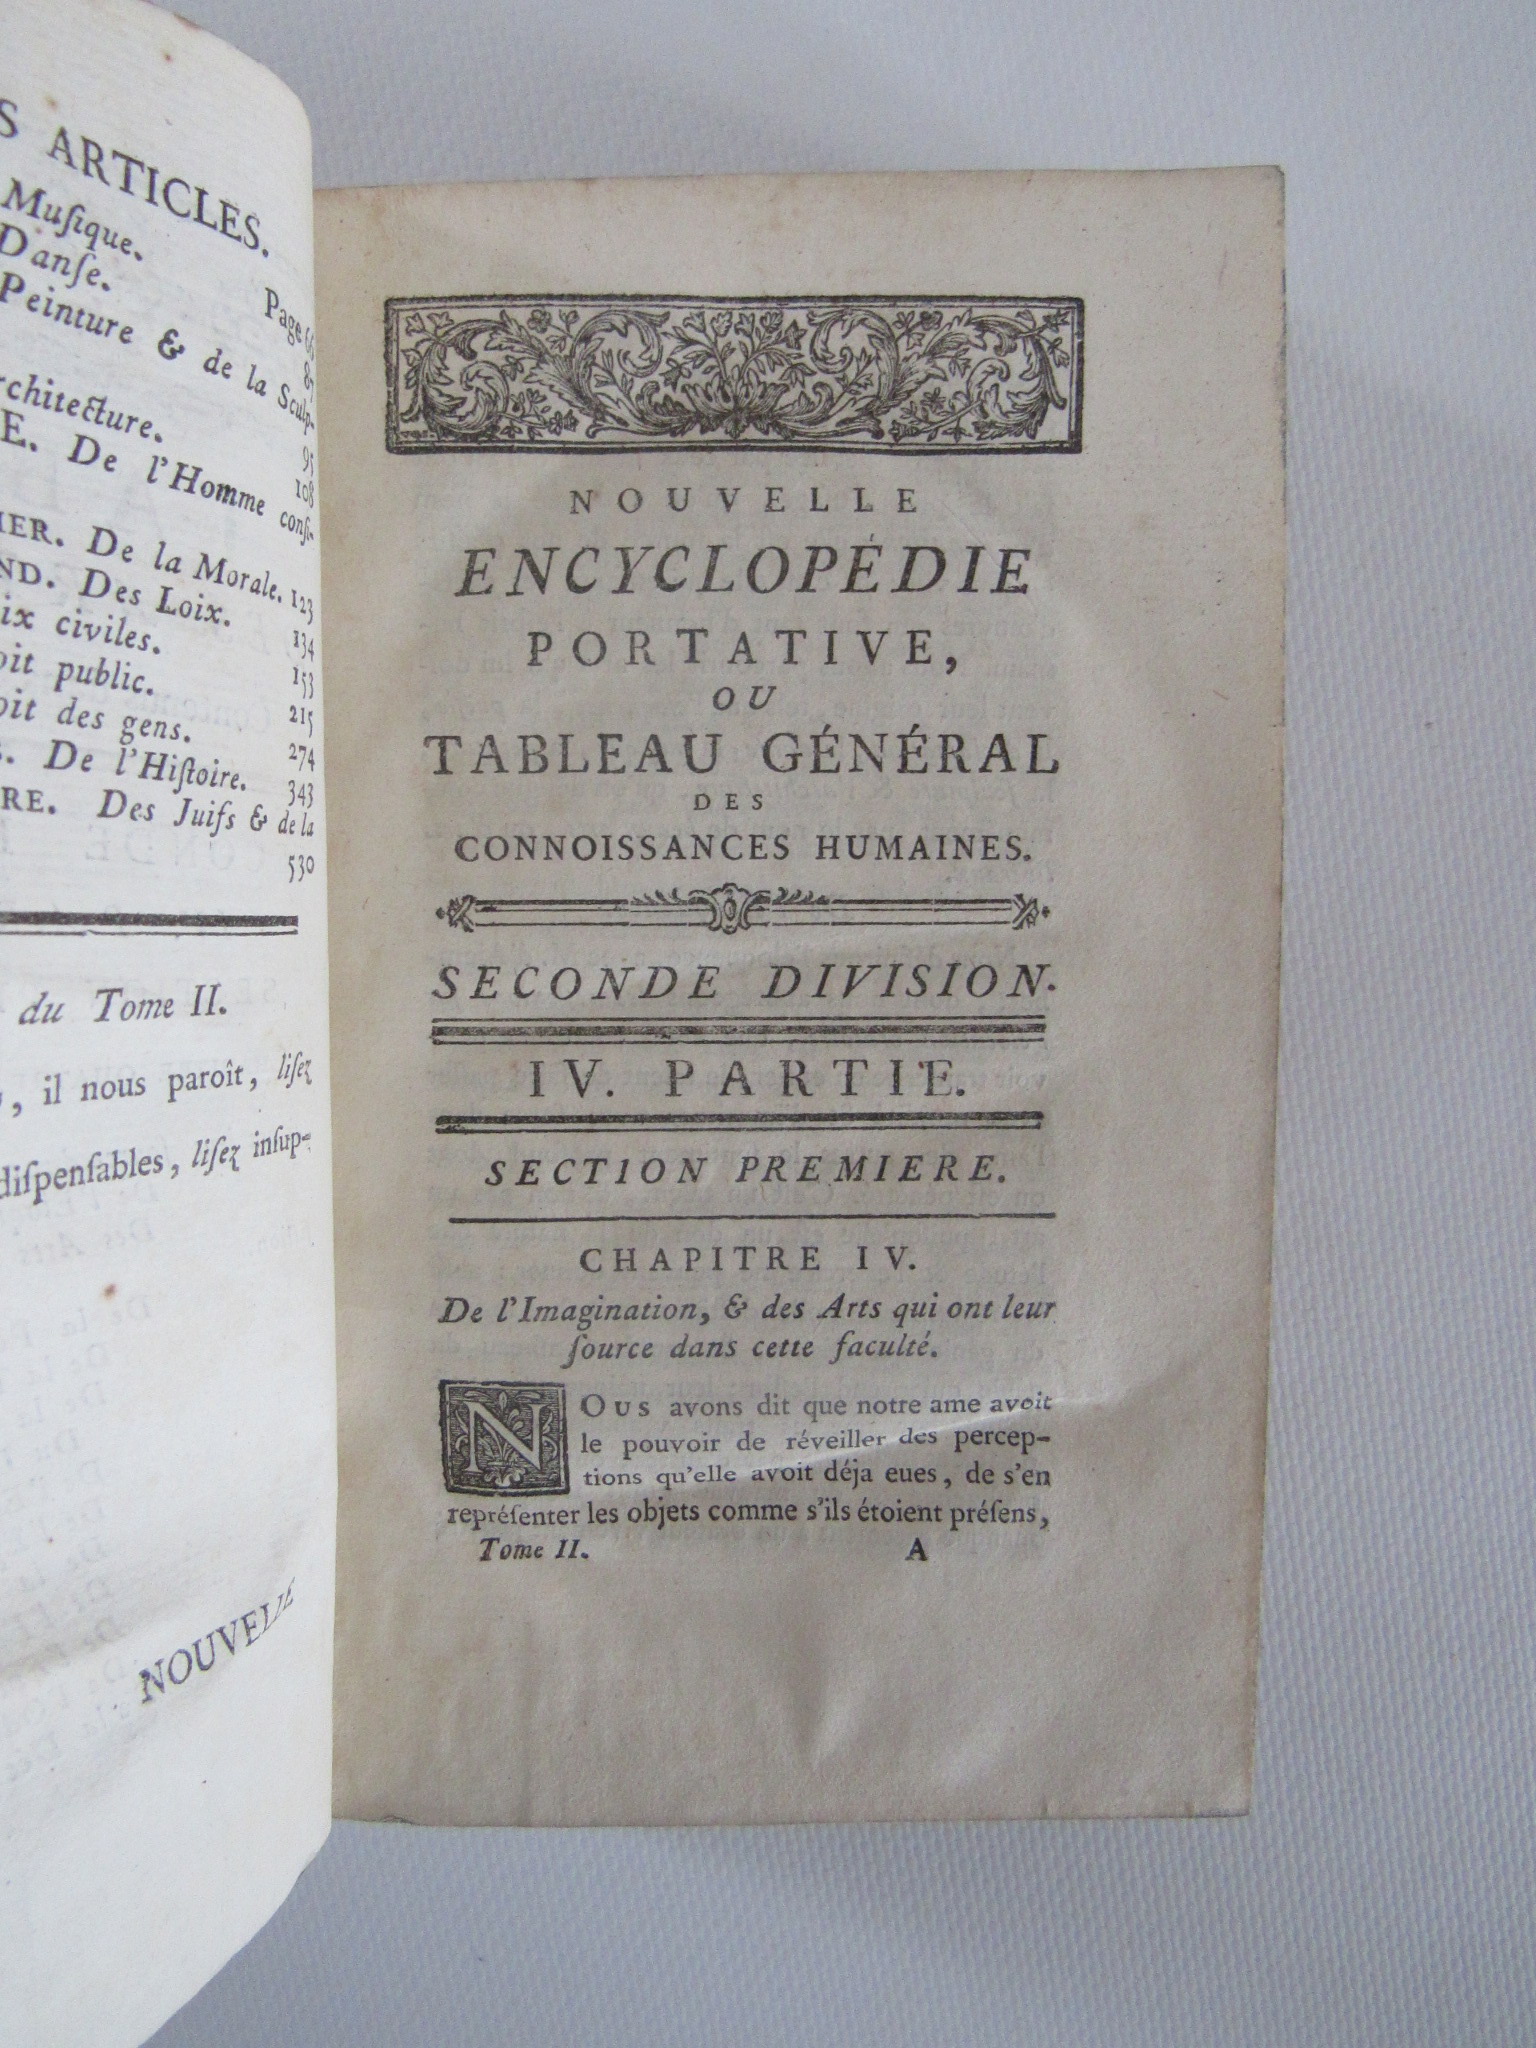 S ARTICLES.
Muſique. Page
Danſe. 85
Peinture & de la Sculp-
95
rchitecture. 108
E. De l'Homme conſi-
IER. De la Morale. 123
ND. Des Loix. 134
ix civiles. 153
oit public. 215
oit des gens. 274
De l'Hiſtoire. 343
RE. Des Juifs & de la
530
du Tome II.
, il nous paroît, liſez
diſpenſables, liſez inſup-
NOUVELLE
NOUVELLE
ENCYCLOPÉDIE
PORTATIVE,
OU
TABLEAU GÉNÉRAL
DES
CONNOISSANCES HUMAINES.
SECONDE DIVISION.
IV. PARTIE.
SECTION PREMIERE.
CHAPITRE IV.
De l'Imagination, & des Arts qui ont leur
ſource dans cette faculté.
NOUS avons dit que notre ame avoit
le pouvoir de réveiller des percep-
tions qu'elle avoit déja eues, de s'en
repréſenter les objets comme s'ils étoient préſens,
Tome II. A